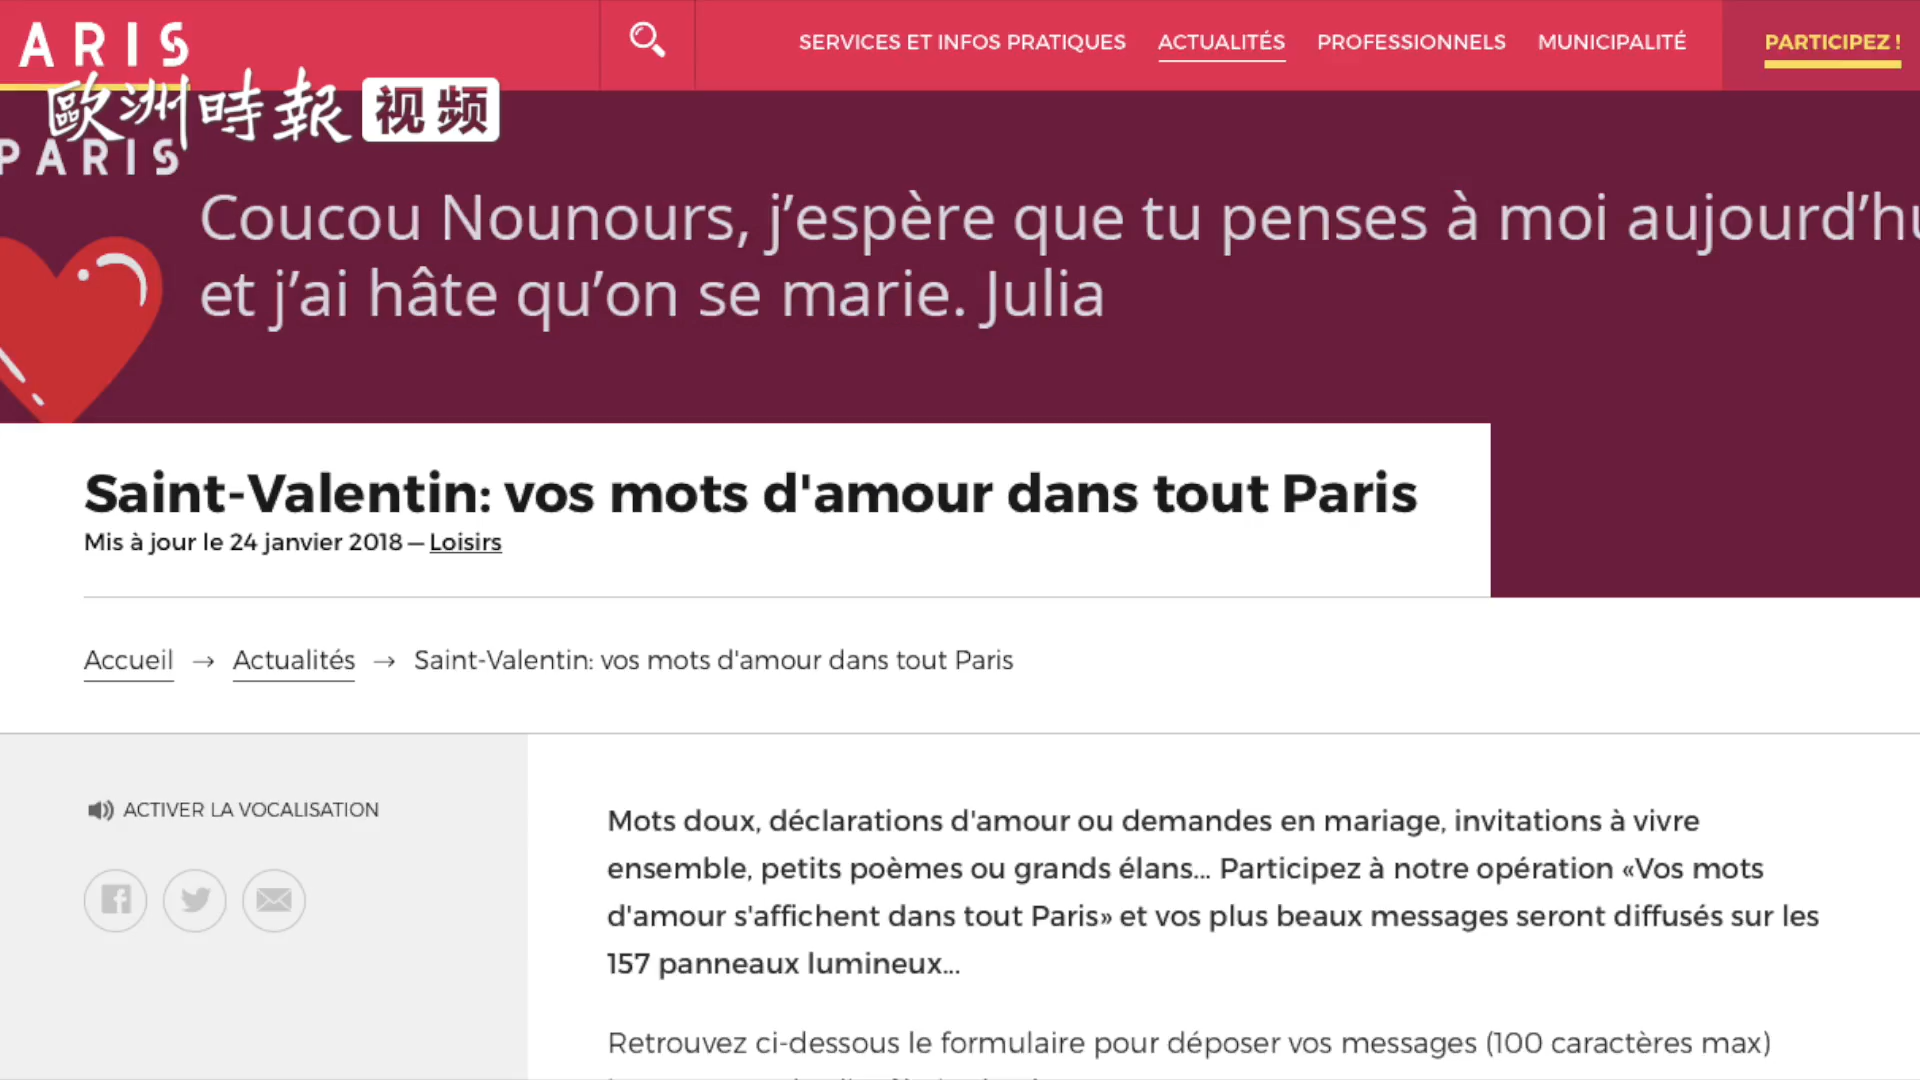 ARIS
SERVICES ET INFOS PRATIQUES
ACTUALITÉS
PROFESSIONNELS
MUNICIPALITÉ
PARTICIPEZ !
歐洲時報 视频
PARIS
Coucou Nounours, j’espère que tu penses à moi
et j’ai hâte qu’on se marie. Julia
Saint-Valentin: vos mots d'amour dans tout Paris
Mis à jour le 24 janvier 2018 — Loisirs
Accueil → Actualités → Saint-Valentin: vos mots d'amour dans tout Paris
ACTIVER LA VOCALISATION
Mots doux, déclarations d'amour ou demandes en mariage, invitations à vivre
ensemble, petits poèmes ou grands élans... Participez à notre opération «Vos mots
d'amour s'affichent dans tout Paris» et vos plus beaux messages seront diffusés sur les
157 panneaux lumineux...
Retrouvez ci-dessous le formulaire pour déposer vos messages (100 caractères max)